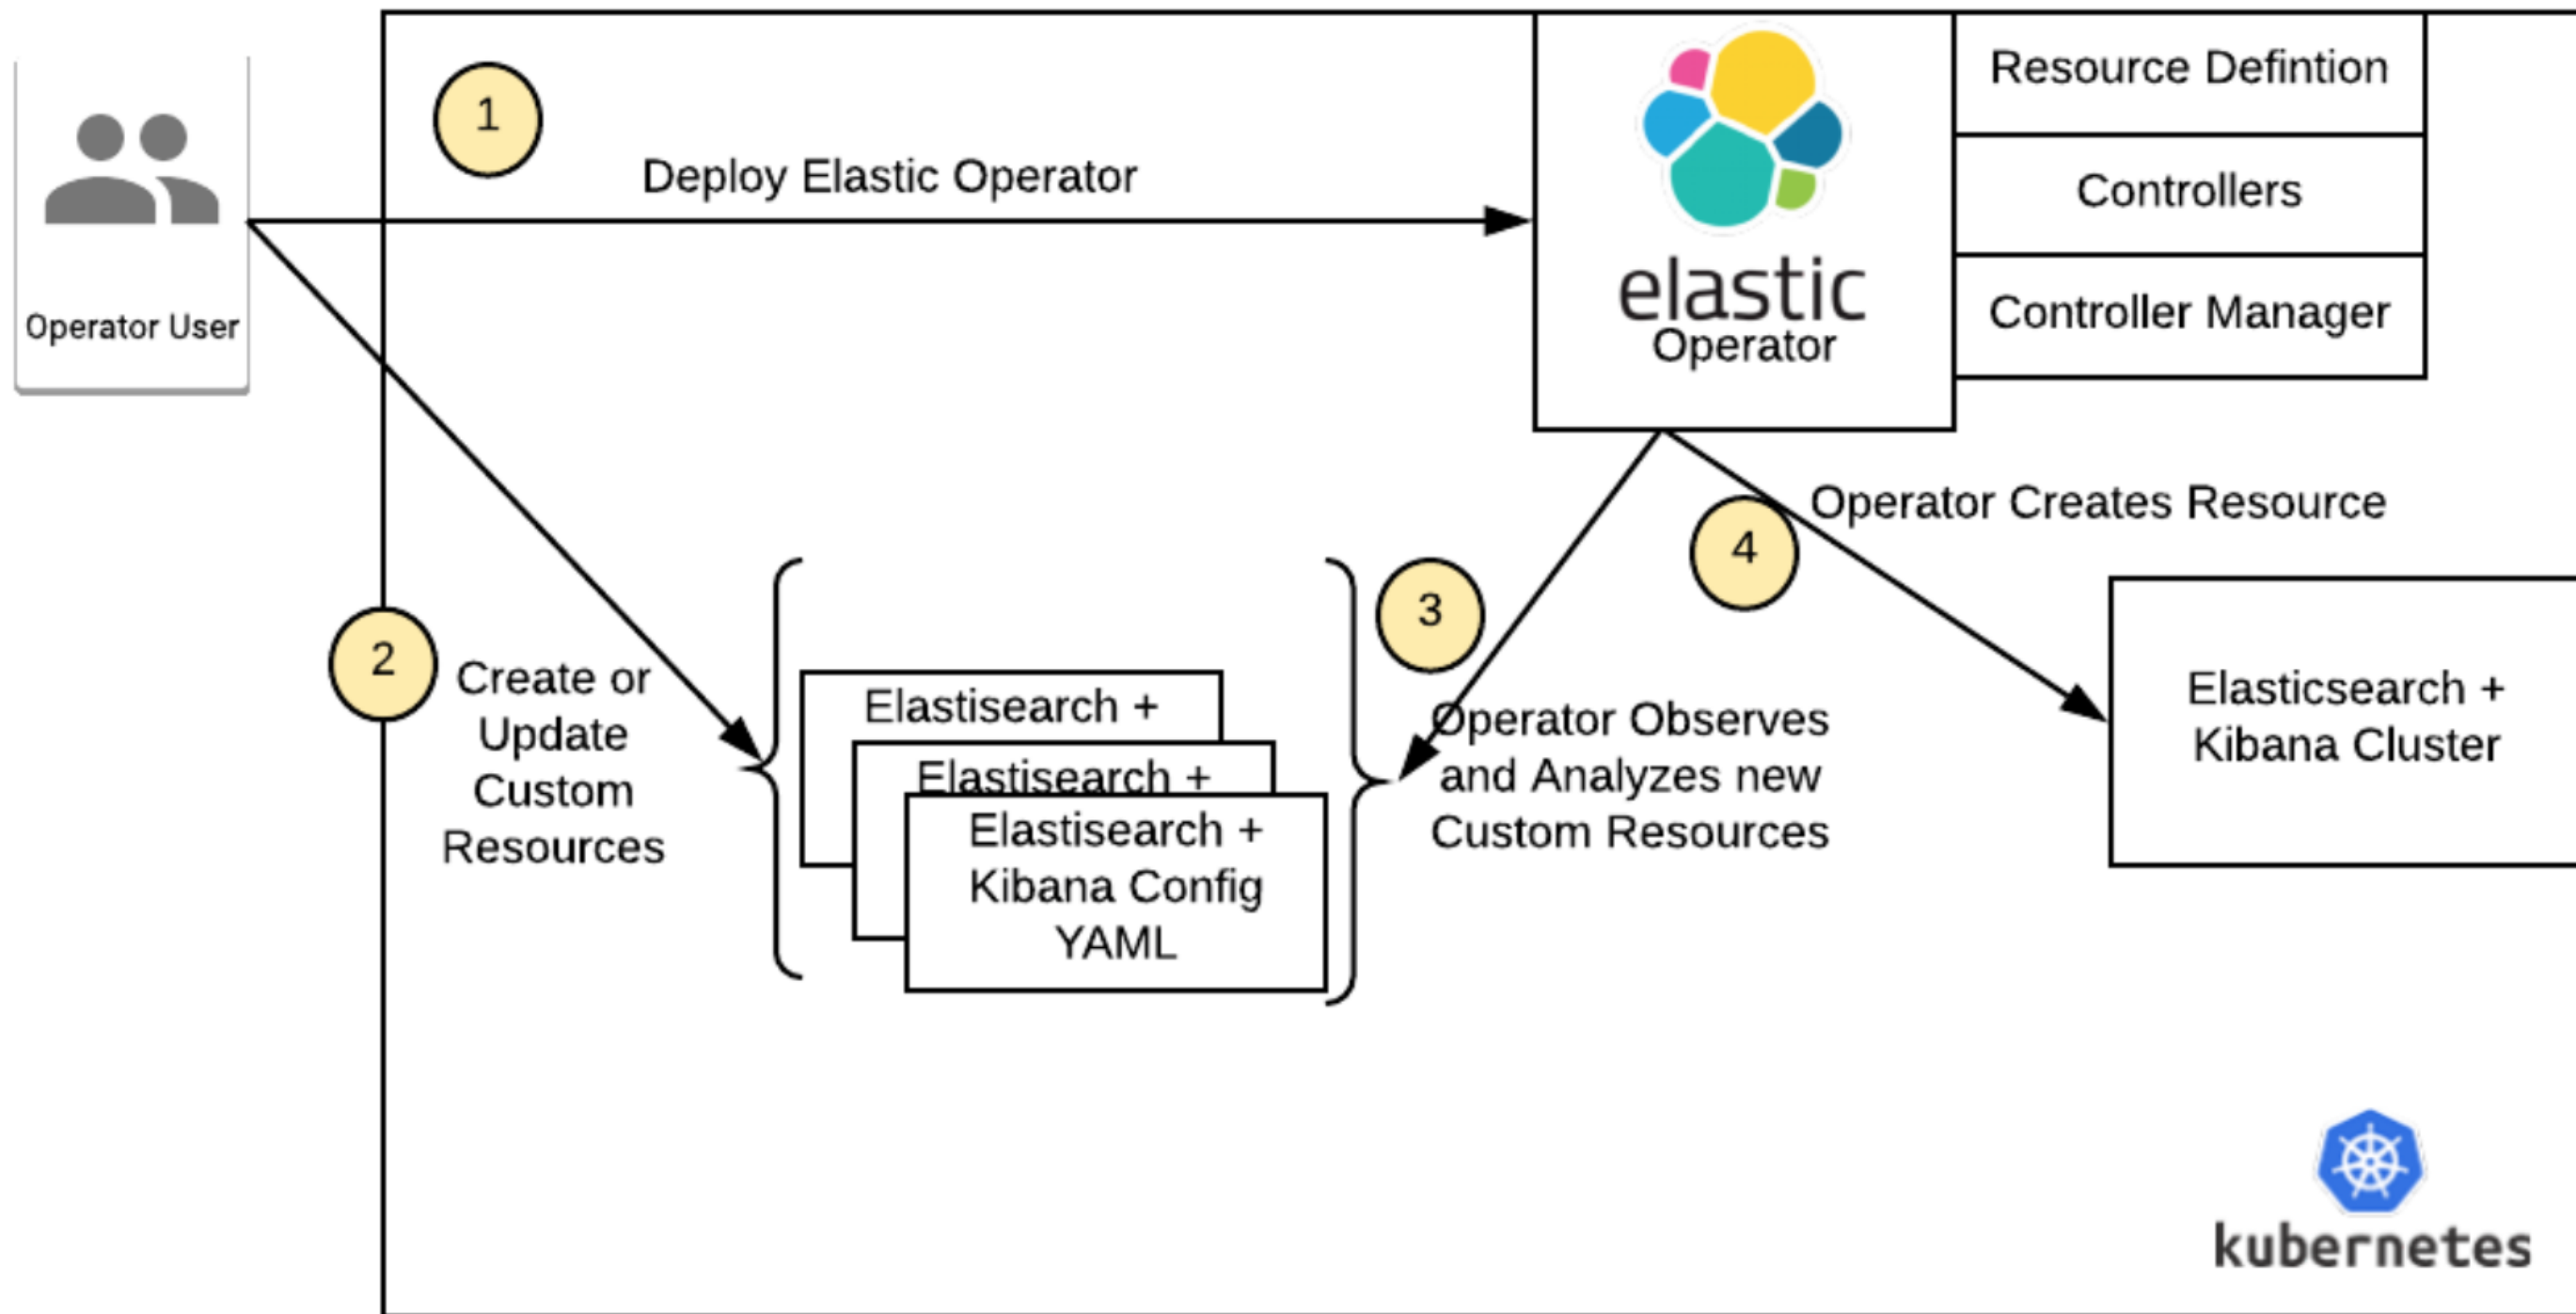 1
Deploy Elastic Operator
Operator User
elastic
Operator
Resource Defintion
Controllers
Controller Manager
2
Create or
Update
Custom
Resources
Elastisearch +
Elastisearch +
Elastisearch +
Kibana Config
YAML
3
Operator Observes
and Analyzes new
Custom Resources
4
Operator Creates Resource
Elasticsearch +
Kibana Cluster
kubernetes